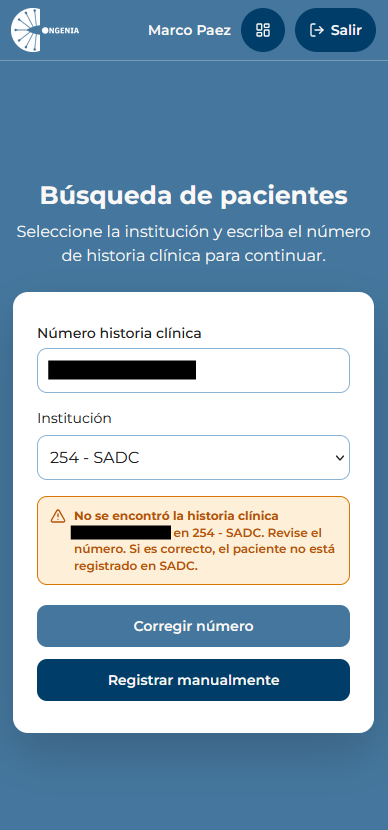 ONGENIA
Marco Paez
Salir
Búsqueda de pacientes
Seleccione la institución y escriba el número
de historia clínica para continuar.
Número historia clínica
Institución
254 - SADC
No se encontró la historia clínica
en 254 - SADC. Revise el
número. Si es correcto, el paciente no está
registrado en SADC.
Corregir número
Registrar manualmente